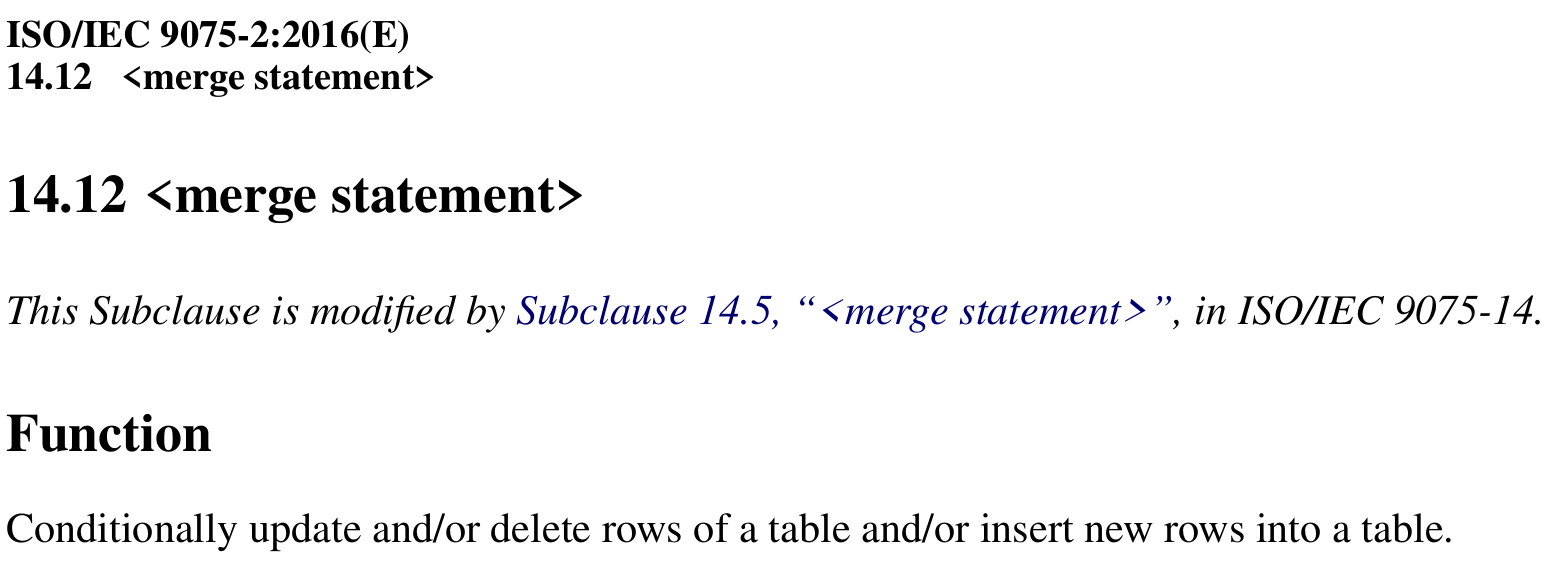 ISO/IEC 9075-2:2016(E)
14.12 <merge statement>
14.12 <merge statement>
This Subclause is modified by Subclause 14.5, “<merge statement>”, in ISO/IEC 9075-14.
Function
Conditionally update and/or delete rows of a table and/or insert new rows into a table.